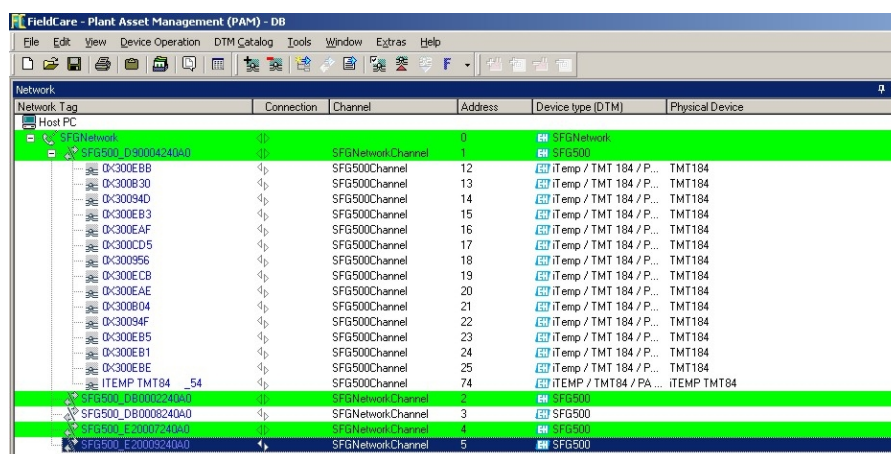 FieldCare - Plant Asset Management (PAM) - DB
File Edit View Device Operation DTM Catalog Tools Window Extras Help
F
Network
Network Tag Connection Channel Address Device type (DTM) Physical Device
Host PC
SFGNetwork 0 SFGNetwork
SFG500_D90004240A0 SFGNetworkChannel 1 SFG500
0X300EBB SFG500Channel 12 iTemp / TMT 184 / P... TMT184
0X300B30 SFG500Channel 13 iTemp / TMT 184 / P... TMT184
0X30094D SFG500Channel 14 iTemp / TMT 184 / P... TMT184
0X300EB3 SFG500Channel 15 iTemp / TMT 184 / P... TMT184
0X300EAF SFG500Channel 16 iTemp / TMT 184 / P... TMT184
0X300CD5 SFG500Channel 17 iTemp / TMT 184 / P... TMT184
0X300956 SFG500Channel 18 iTemp / TMT 184 / P... TMT184
0X300ECB SFG500Channel 19 iTemp / TMT 184 / P... TMT184
0X300EAE SFG500Channel 20 iTemp / TMT 184 / P... TMT184
0X300B04 SFG500Channel 21 iTemp / TMT 184 / P... TMT184
0X30094F SFG500Channel 22 iTemp / TMT 184 / P... TMT184
0X300EB5 SFG500Channel 23 iTemp / TMT 184 / P... TMT184
0X300EB1 SFG500Channel 24 iTemp / TMT 184 / P... TMT184
0X300EBE SFG500Channel 25 iTemp / TMT 184 / P... TMT184
ITEMP TMT84 _54 SFG500Channel 74 iTEMP / TMT84 / PA ... iTEMP TMT84
SFG500_DB0002240A0 SFGNetworkChannel 2 SFG500
SFG500_DB0008240A0 SFGNetworkChannel 3 SFG500
SFG500_E20007240A0 SFGNetworkChannel 4 SFG500
SFG500_E20009240A0 SFGNetworkChannel 5 SFG500